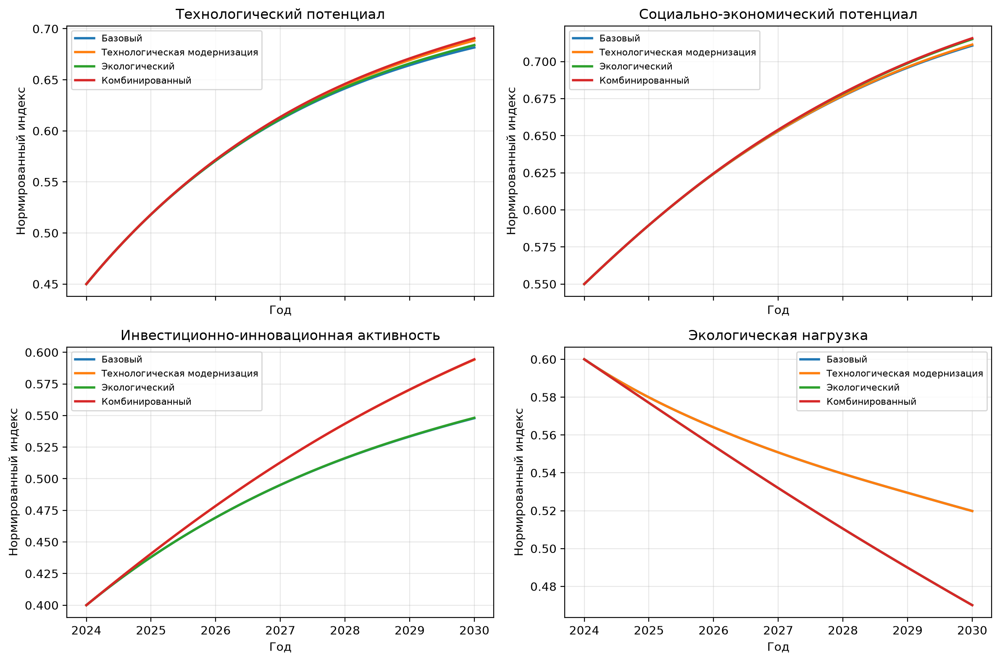 Технологический потенциал
0.70
0.65
0.60
0.55
0.50
0.45
Нормированный индекс
Базовый
Технологическая модернизация
Экологический
Комбинированный
Год
Социально-экономический потенциал
0.700
0.675
0.650
0.625
0.600
0.575
0.550
Нормированный индекс
Базовый
Технологическая модернизация
Экологический
Комбинированный
Год
Инвестиционно-инновационная активность
0.600
0.575
0.550
0.525
0.500
0.475
0.450
0.425
0.400
Нормированный индекс
Базовый
Технологическая модернизация
Экологический
Комбинированный
2024 2025 2026 2027 2028 2029 2030
Год
Экологическая нагрузка
0.60
0.58
0.56
0.54
0.52
0.50
0.48
Нормированный индекс
Базовый
Технологическая модернизация
Экологический
Комбинированный
2024 2025 2026 2027 2028 2029 2030
Год